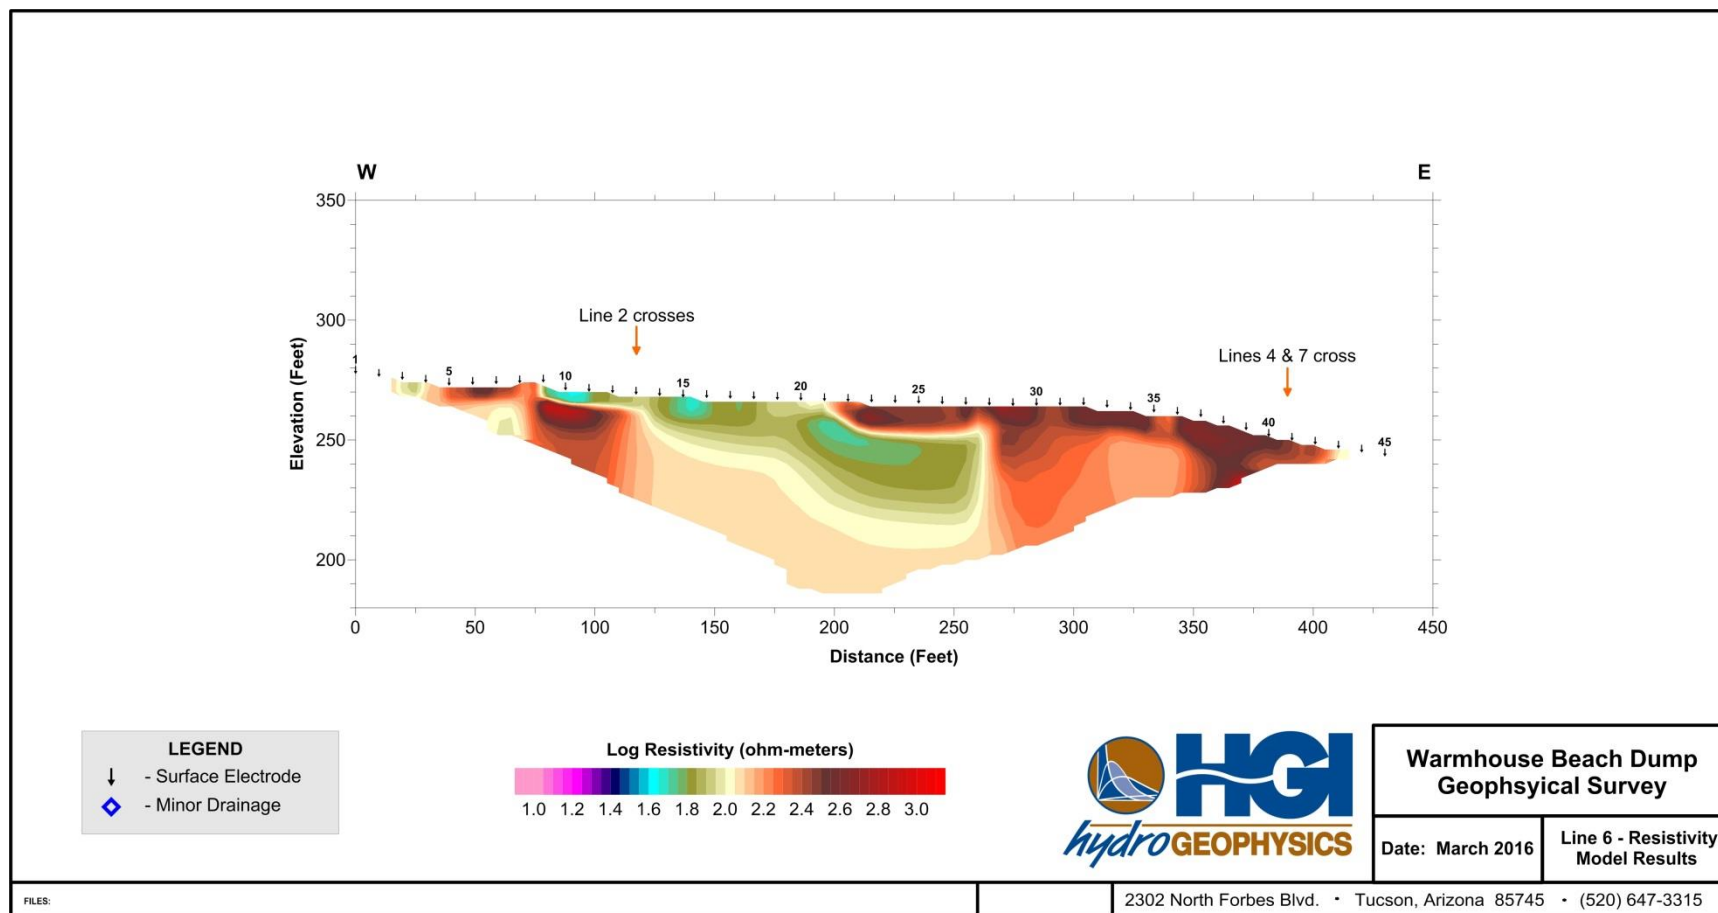 W E
350
300
250
200
Elevation (Feet)
Line 2 crosses
Lines 4 & 7 cross
1
5
10
15
20
25
30
35
40
45
0 50 100 150 200 250 300 350 400 450
Distance (Feet)
LEGEND
- Surface Electrode
- Minor Drainage
Log Resistivity (ohm-meters)
1.0 1.2 1.4 1.6 1.8 2.0 2.2 2.4 2.6 2.8 3.0
HGI
hydroGEOPHYSICS
Warmhouse Beach Dump
Geophsyical Survey
Date: March 2016
Line 6 - Resistivity
Model Results
FILES:
2302 North Forbes Blvd. • Tucson, Arizona 85745 • (520) 647-3315